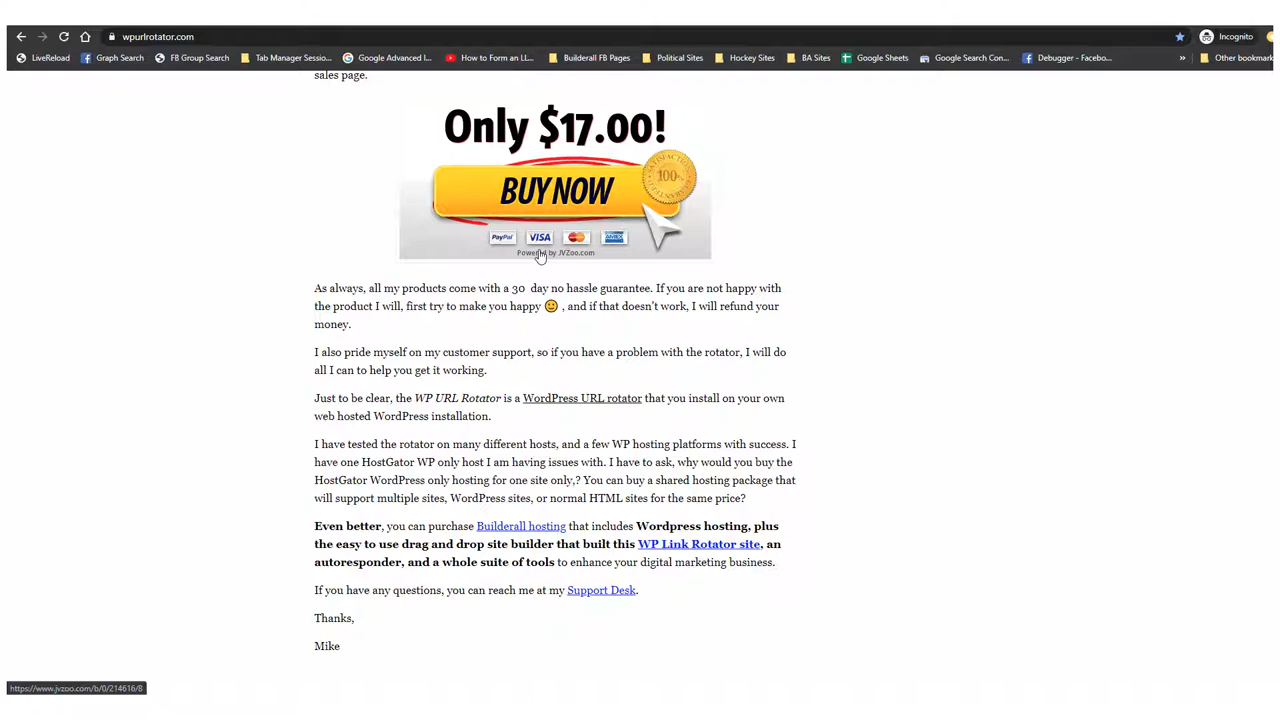 wpurlrotator.com
Incognito
LiveReload
Graph Search
FB Group Search
Tab Manager Sessio...
Google Advanced I...
How to Form an LL...
Builderall FB Pages
Political Sites
Hockey Sites
BA Sites
Google Sheets
Google Search Con...
Debugger - Facebo...
»
Other bookmark
sales page.
Only $17.00!
SATISFACTION
100%
BUY NOW
PayPal VISA MasterCard AMEX
Powered by JVZoo.com
As always, all my products come with a 30 day no hassle guarantee. If you are not happy with
the product I will, first try to make you happy 🙂 , and if that doesn't work, I will refund your
money.
I also pride myself on my customer support, so if you have a problem with the rotator, I will do
all I can to help you get it working.
Just to be clear, the WP URL Rotator is a WordPress URL rotator that you install on your own
web hosted WordPress installation.
I have tested the rotator on many different hosts, and a few WP hosting platforms with success. I
have one HostGator WP only host I am having issues with. I have to ask, why would you buy the
HostGator WordPress only hosting for one site only,? You can buy a shared hosting package that
will support multiple sites, WordPress sites, or normal HTML sites for the same price?
Even better, you can purchase Builderall hosting that includes Wordpress hosting, plus
the easy to use drag and drop site builder that built this WP Link Rotator site, an
autoresponder, and a whole suite of tools to enhance your digital marketing business.
If you have any questions, you can reach me at my Support Desk.
Thanks,
Mike
https://www.jvzoo.com/b/0/214616/8